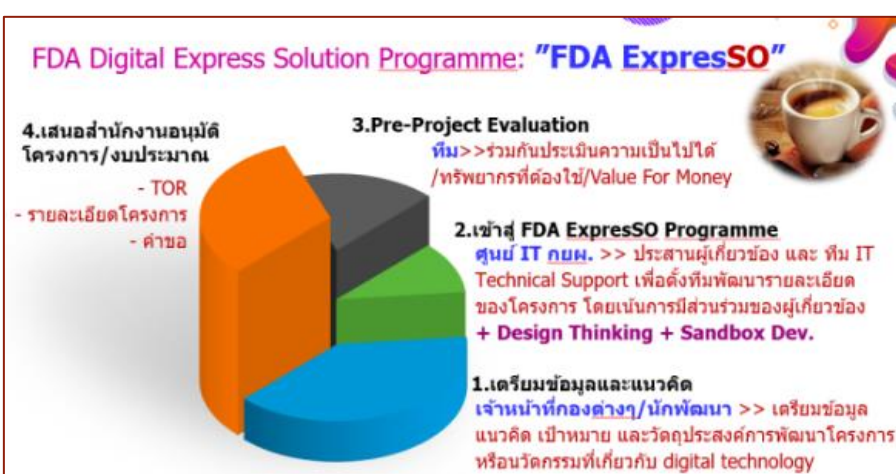 FDA Digital Express Solution Programme: ”FDA ExpresSO”
4.เสนอสำนักงานอนุมัติ
โครงการ/งบประมาณ
- TOR
- รายละเอียดโครงการ
- คำขอ
3.Pre-Project Evaluation
ทีม>>ร่วมกันประเมินความเป็นไปได้
/ทรัพยากรที่ต้องใช้/Value For Money
2.เข้าสู่ FDA ExpresSO Programme
ศูนย์ IT กยผ. >> ประสานผู้เกี่ยวข้อง และ ทีม IT
Technical Support เพื่อตั้งทีมพัฒนารายละเอียด
ของโครงการ โดยเน้นการมีส่วนร่วมของผู้เกี่ยวข้อง
+ Design Thinking + Sandbox Dev.
1.เตรียมข้อมูลและแนวคิด
เจ้าหน้าที่กองต่างๆ/นักพัฒนา >> เตรียมข้อมูล
แนวคิด เป้าหมาย และวัตถุประสงค์การพัฒนาโครงการ
หรือนวัตกรรมที่เกี่ยวกับ digital technology